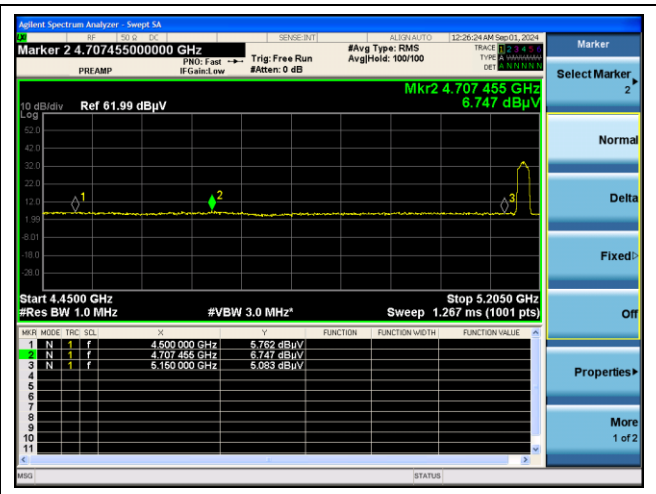 Agilent Spectrum Analyzer - Swept SA
RF 50 Ω DC SENSE:INT ALIGN AUTO 12:26:24 AM Sep 01, 2024
Marker 2 4.707455000000 GHz
PNO: Fast
IFGain:Low
Trig: Free Run
#Atten: 0 dB
#Avg Type: RMS
Avg|Hold: 100/100
TRACE 1 2 3 4 5 6
TYPE A WWWWW
DET A N N N N N
PREAMP
Mkr2 4.707 455 GHz
6.747 dBµV
10 dB/div Ref 61.99 dBµV
Log
52.0
42.0
32.0
22.0
12.0
1.99
-8.01
-18.0
-28.0
1
2
3
Start 4.4500 GHz Stop 5.2050 GHz
#Res BW 1.0 MHz #VBW 3.0 MHz* Sweep 1.267 ms (1001 pts)
MKR MODE TRC SCL X Y FUNCTION FUNCTION WIDTH FUNCTION VALUE
1 N 1 f 4.500 000 GHz 5.762 dBµV
2 N 1 f 4.707 455 GHz 6.747 dBµV
3 N 1 f 5.150 000 GHz 5.083 dBµV
4
5
6
7
8
9
10
11
MSG STATUS
Marker
Select Marker
2
Normal
Delta
Fixed
Off
Properties
More
1 of 2